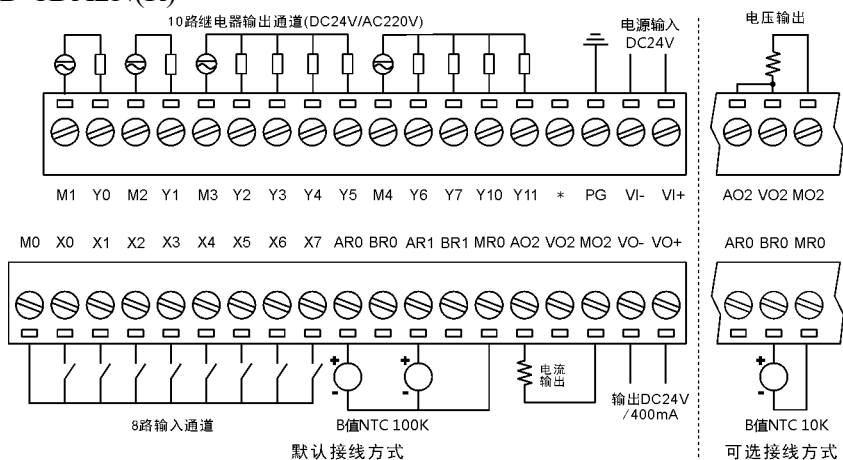 10路继电器输出通道(DC24V/AC220V)
电源输入
DC24V
电压输出
M1 Y0 M2 Y1 M3 Y2 Y3 Y4 Y5 M4 Y6 Y7 Y10 Y11 * PG VI- VI+
AO2 VO2 MO2
M0 X0 X1 X2 X3 X4 X5 X6 X7 AR0 BR0 AR1 BR1 MR0 AO2 VO2 MO2 VO- VO+
AR0 BR0 MR0
+
-
+
-
电流
输出
+
-
8路输入通道
B值NTC 100K
输出DC24V
/400mA
B值NTC 10K
默认接线方式
可选接线方式